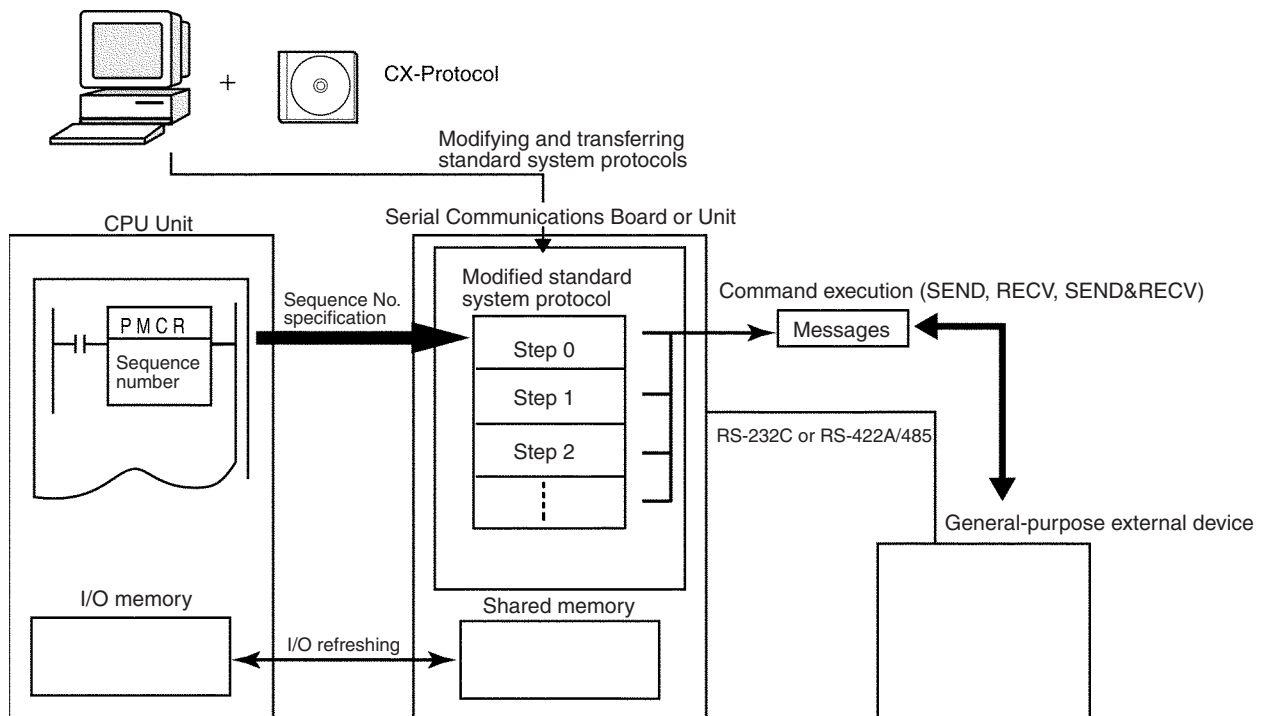 +
CX-Protocol
Modifying and transferring
standard system protocols
CPU Unit
Serial Communications Board or Unit
PMCR
Sequence
number
Sequence No.
specification
Modified standard
system protocol
Step 0
Step 1
Step 2
Command execution (SEND, RECV, SEND&RECV)
Messages
RS-232C or RS-422A/485
General-purpose external device
I/O memory
I/O refreshing
Shared memory